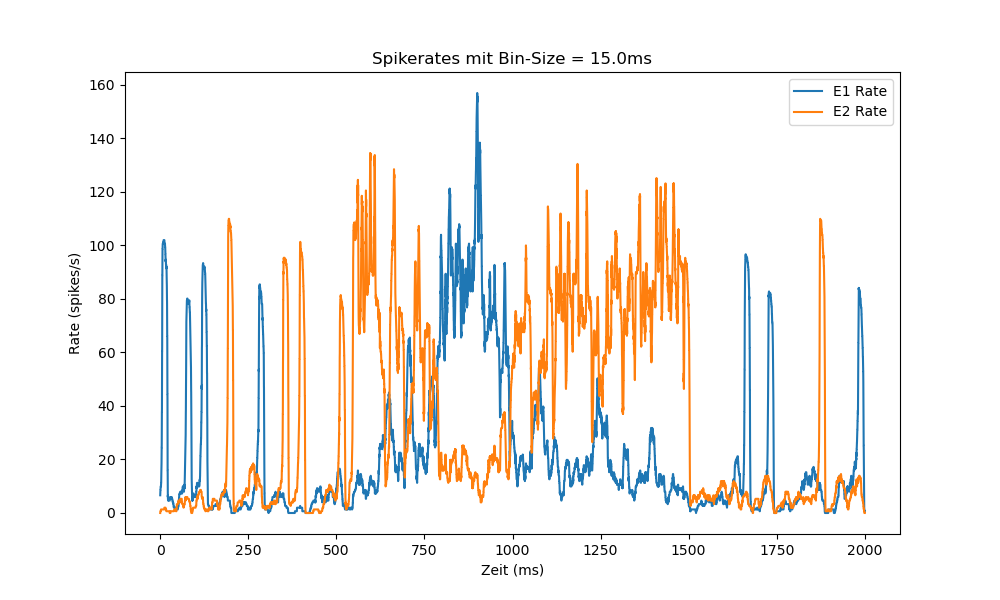 Spikerates mit Bin-Size = 15.0ms
160
140
120
100
80
60
40
20
0
Rate (spikes/s)
E1 Rate
E2 Rate
0 250 500 750 1000 1250 1500 1750 2000
Zeit (ms)